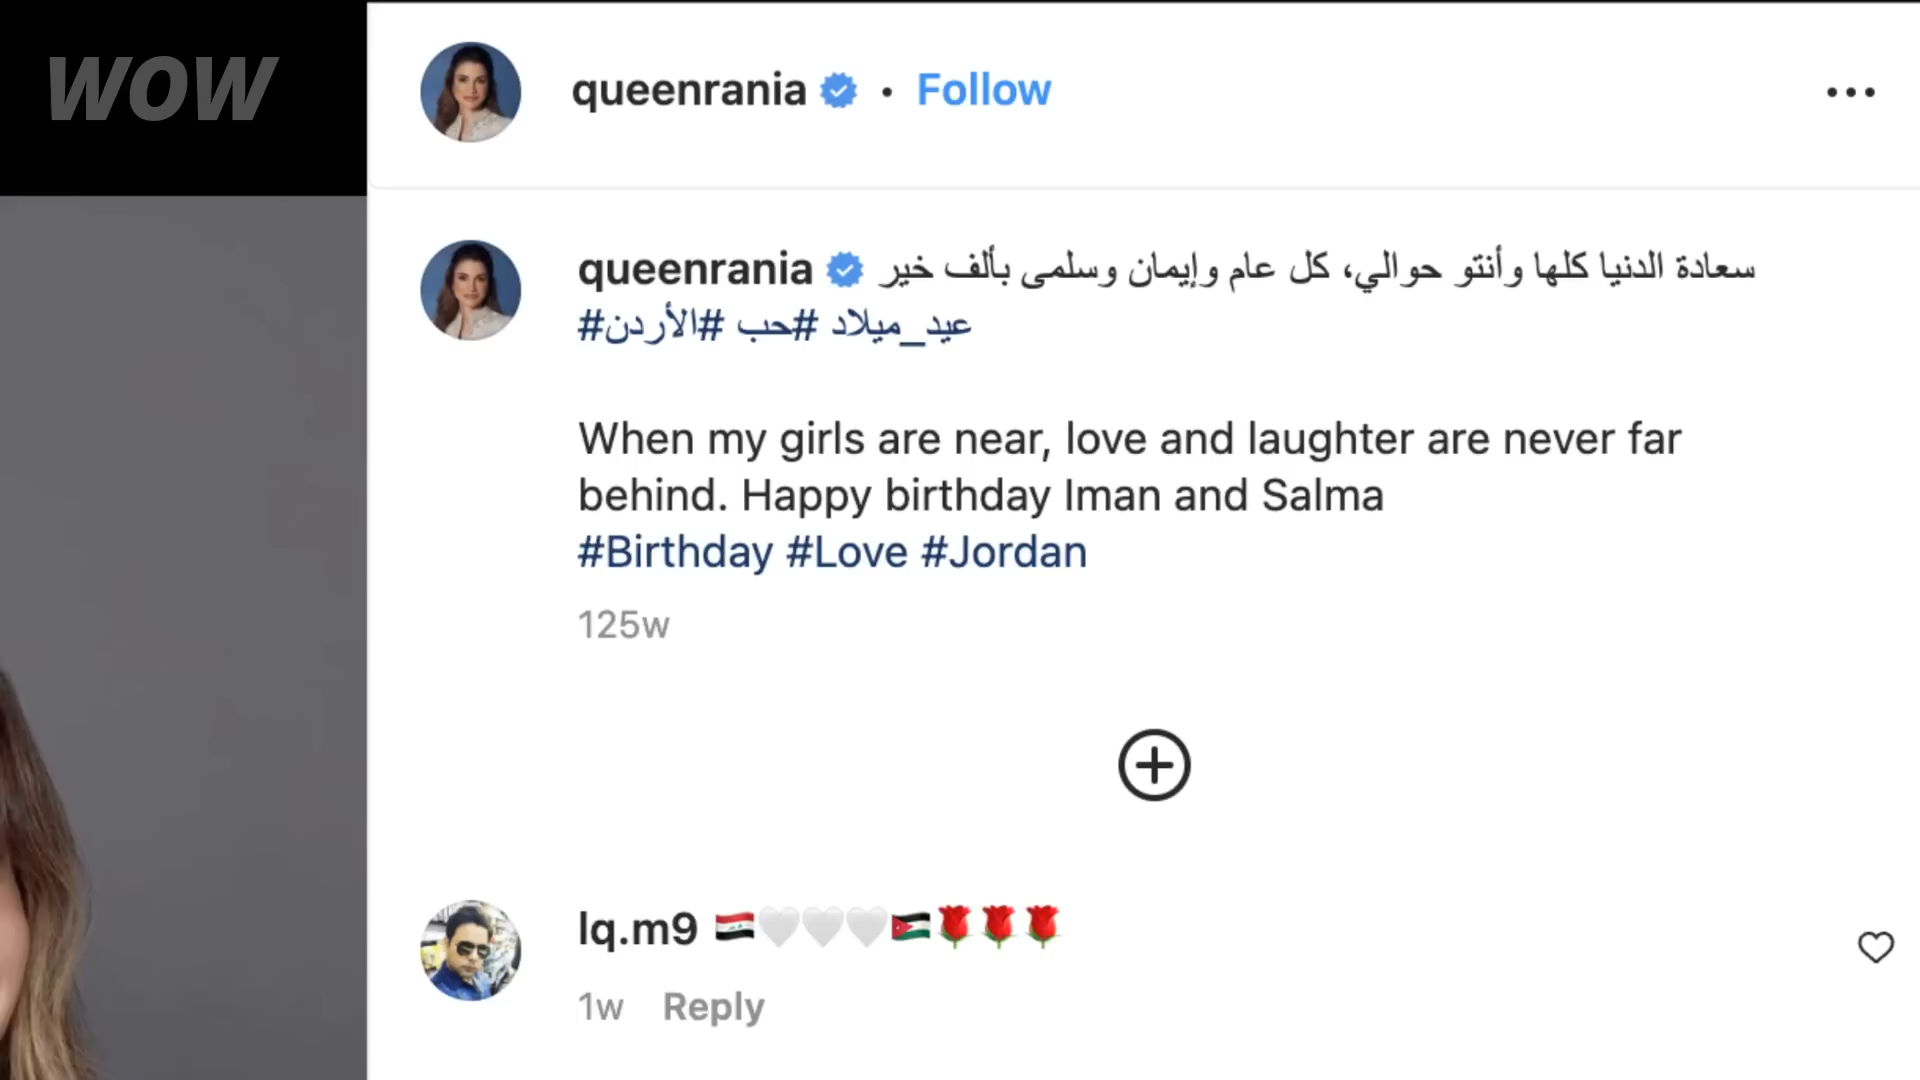 WOW
queenrania • Follow
queenrania سعادة الدنيا كلها وأنتو حوالي، كل عام وإيمان وسلمى بألف خير
#عيد_ميلاد #حب #الأردن
When my girls are near, love and laughter are never far
behind. Happy birthday Iman and Salma
#Birthday #Love #Jordan
125w
lq.m9
1w Reply